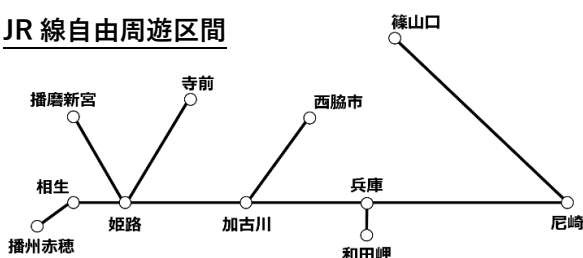 JR 線自由周遊区間
篠山口
寺前
播磨新宮
西脇市
相生
兵庫
姫路
加古川
尼崎
播州赤穂
和田岬